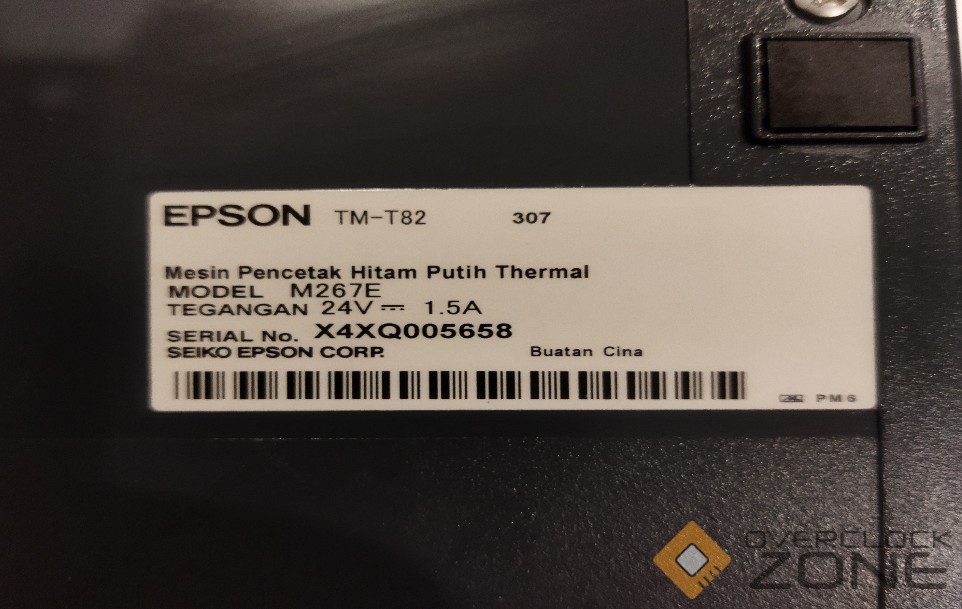 EPSON TM-T82 307
Mesin Pencetak Hitam Putih Thermal
MODEL M267E
TEGANGAN 24V⎓ 1.5A
SERIAL No. X4XQ005658
SEIKO EPSON CORP. Buatan Cina
PM6
OVERCLOCK
ZONE